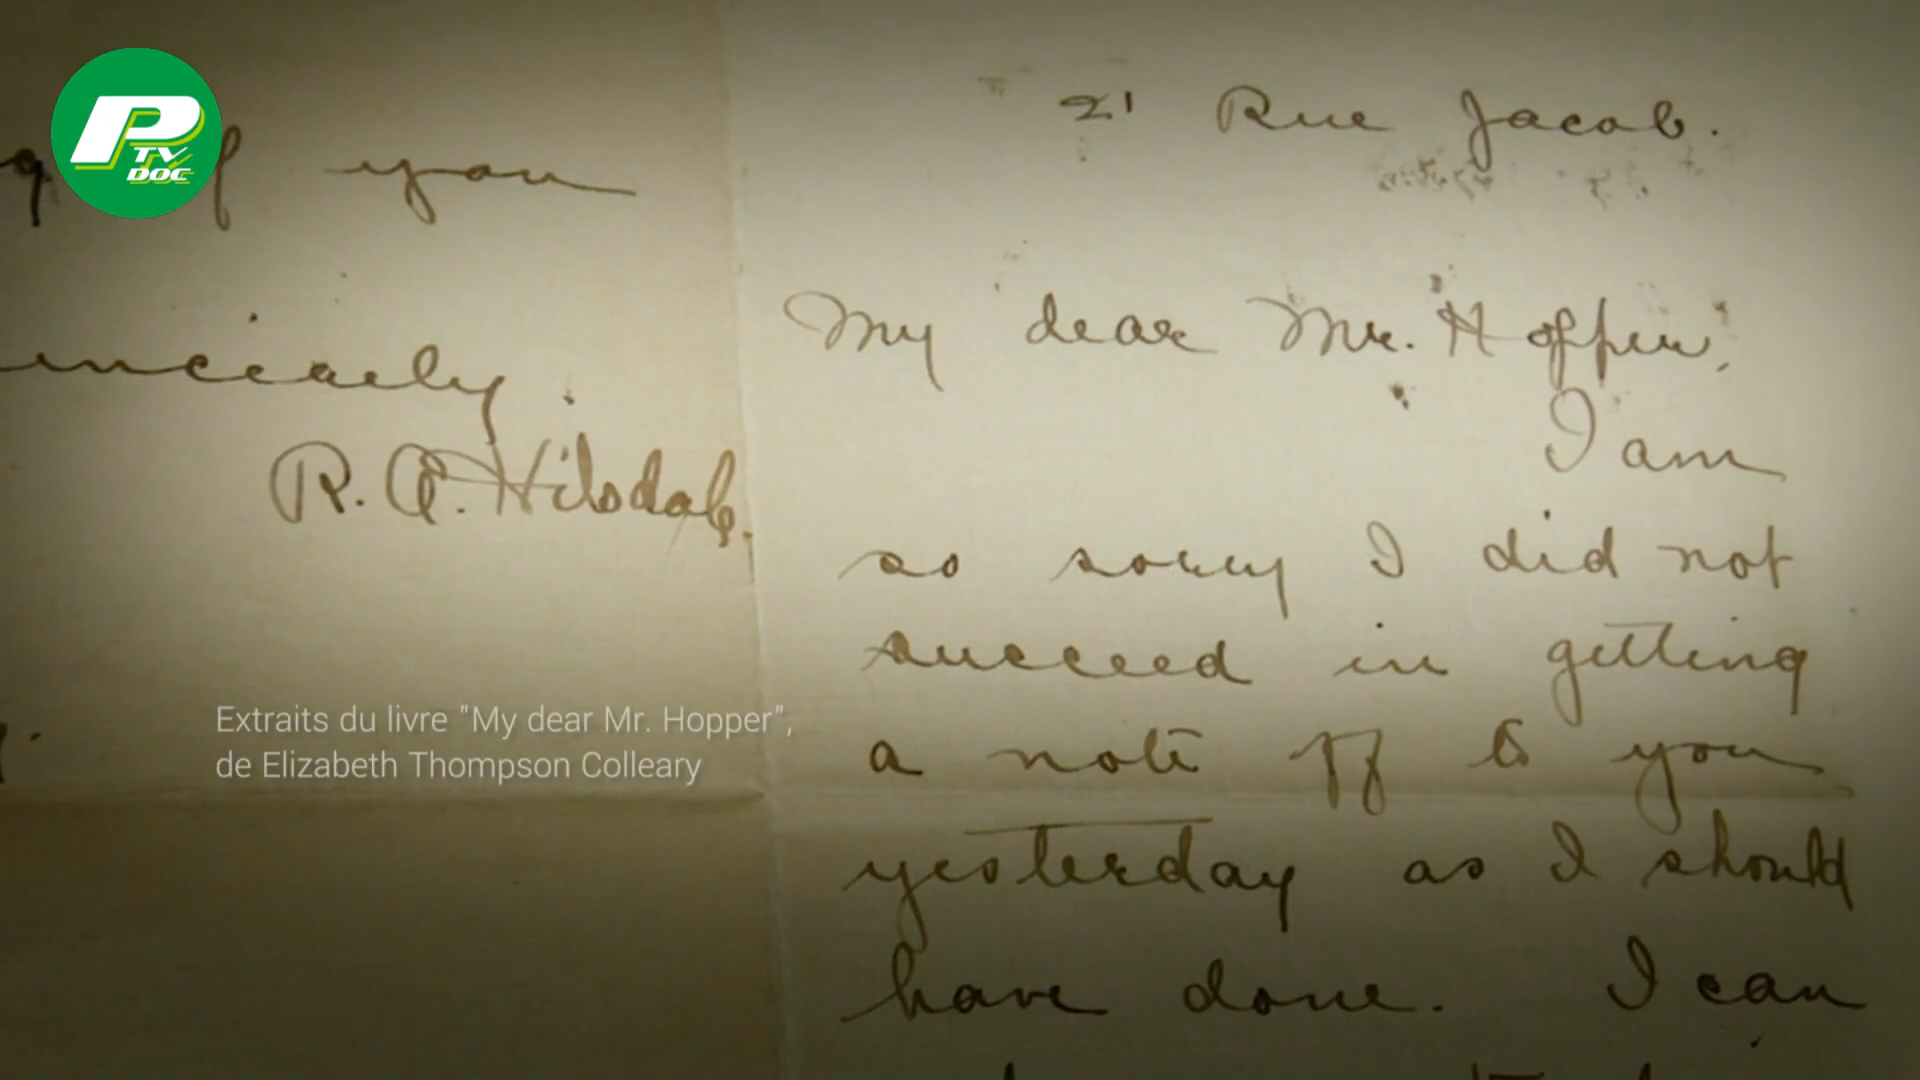 P
TV
DOC
you
R. A. Hilsdale.
21 Rue Jacob.
My dear Mr. Hopper,
I am
so sorry I did not
succeed in getting
a note off to you
yesterday as I should
have done. I can
Extraits du livre "My dear Mr. Hopper",
de Elizabeth Thompson Colleary